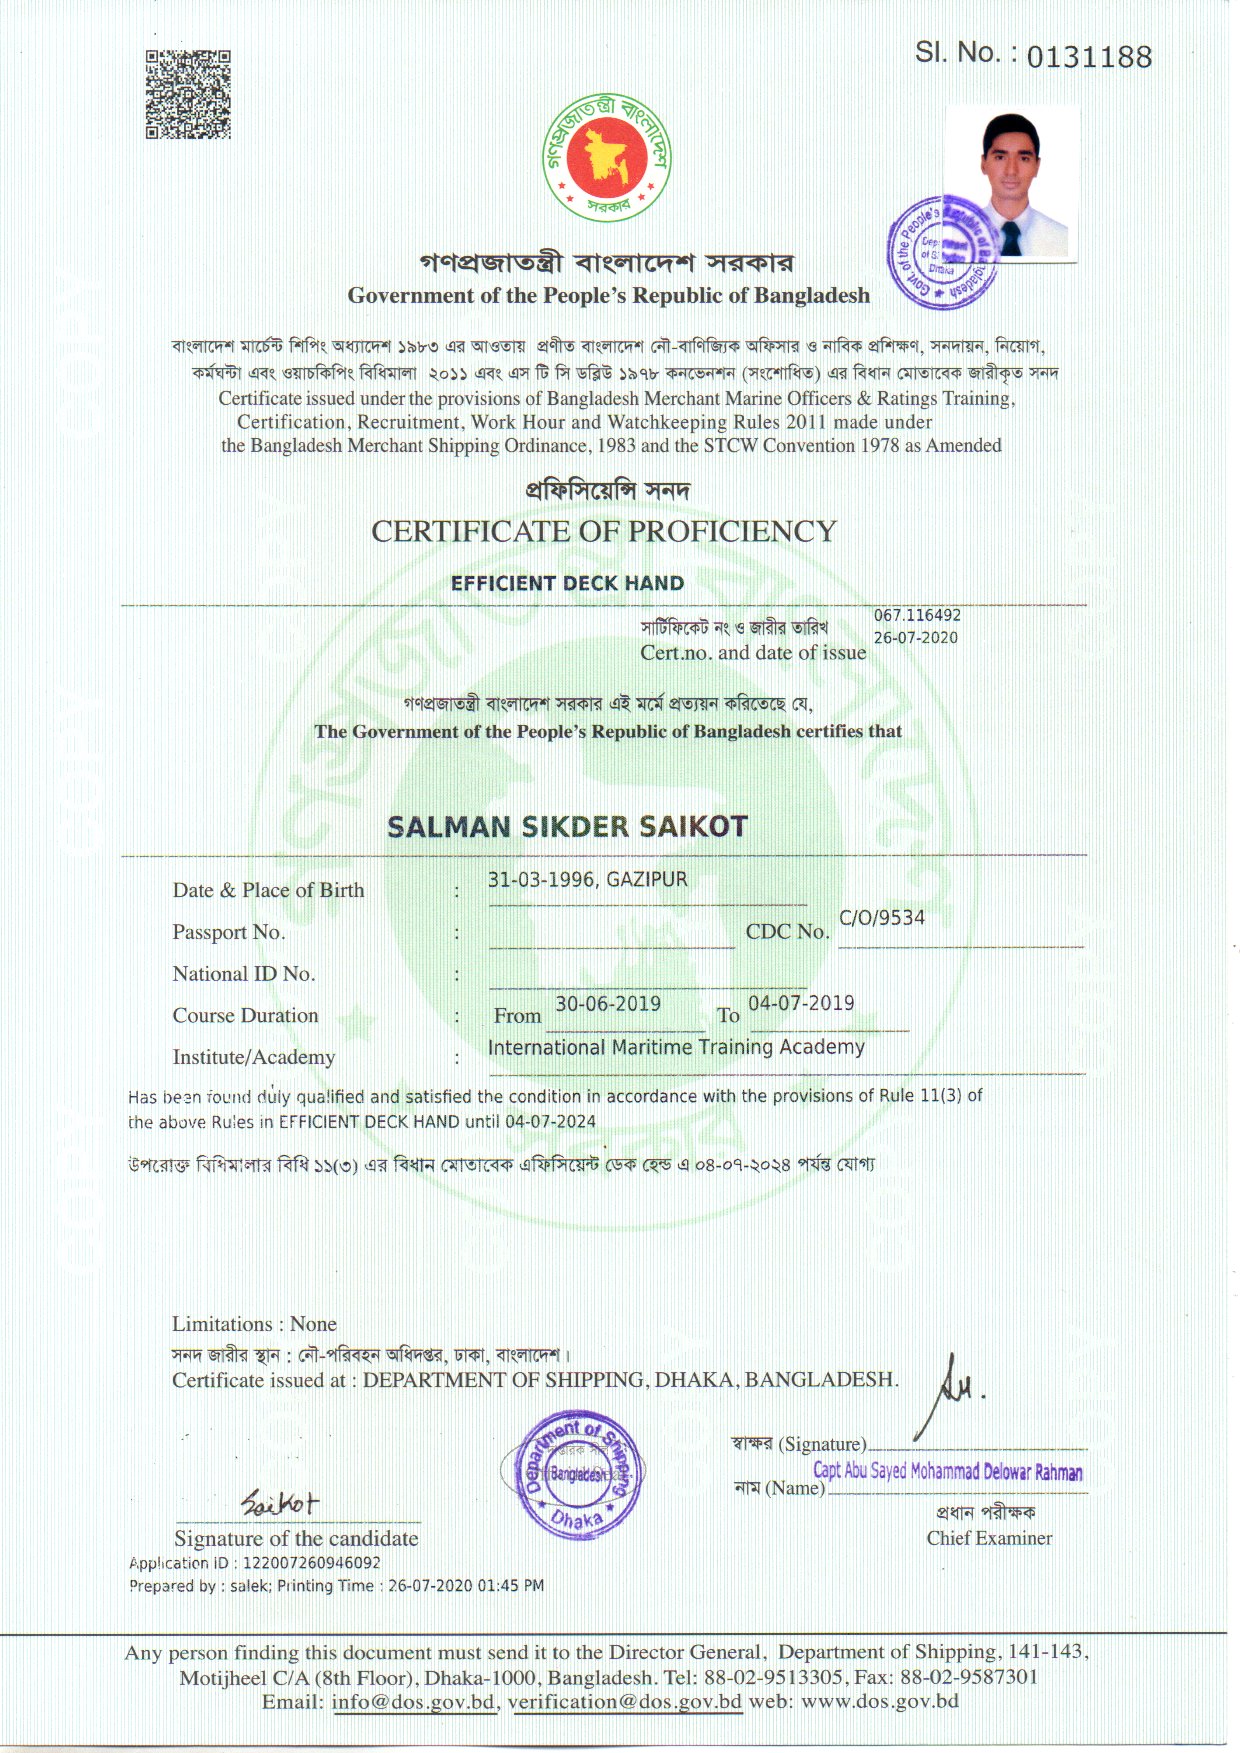 Sl. No. : 0131188
গণপ্রজাতন্ত্রী বাংলাদেশ
সরকার
Govt. of the People's Republic of Bangladesh
Dhaka
গণপ্রজাতন্ত্রী বাংলাদেশ সরকার
Government of the People's Republic of Bangladesh
বাংলাদেশ মার্চেন্ট শিপিং অধ্যাদেশ ১৯৮৩ এর আওতায় প্রণীত বাংলাদেশ নৌ-বাণিজ্যিক অফিসার ও নাবিক প্রশিক্ষণ, সনদায়ন, নিয়োগ,
কর্মঘন্টা এবং ওয়াচকিপিং বিধিমালা ২০১১ এবং এস টি সি ডব্লিউ ১৯৭৮ কনভেনশন (সংশোধিত) এর বিধান মোতাবেক জারীকৃত সনদ
Certificate issued under the provisions of Bangladesh Merchant Marine Officers & Ratings Training,
Certification, Recruitment, Work Hour and Watchkeeping Rules 2011 made under
the Bangladesh Merchant Shipping Ordinance, 1983 and the STCW Convention 1978 as Amended
প্রফিসিয়েন্সি সনদ
CERTIFICATE OF PROFICIENCY
EFFICIENT DECK HAND
সার্টিফিকেট নং ও জারীর তারিখ 067.116492
Cert.no. and date of issue 26-07-2020
গণপ্রজাতন্ত্রী বাংলাদেশ সরকার এই মর্মে প্রত্যয়ন করিতেছে যে,
The Government of the People's Republic of Bangladesh certifies that
SALMAN SIKDER SAIKOT
Date & Place of Birth : 31-03-1996, GAZIPUR
Passport No. : CDC No. C/O/9534
National ID No. :
Course Duration : From 30-06-2019 To 04-07-2019
Institute/Academy : International Maritime Training Academy
Has been found duly qualified and satisfied the condition in accordance with the provisions of Rule 11(3) of
the above Rules in EFFICIENT DECK HAND until 04-07-2024
উপরোক্ত বিধিমালার বিধি ১১(৩) এর বিধান মোতাবেক এফিসিয়েন্ট ডেক হেন্ড এ ০৪-০৭-২০২৪ পর্যন্ত যোগ্য
Limitations : None
সনদ জারীর স্থান : নৌ-পরিবহন অধিদপ্তর, ঢাকা, বাংলাদেশ।
Certificate issued at : DEPARTMENT OF SHIPPING, DHAKA, BANGLADESH.
Department of Shipping
Bangladesh
Dhaka
স্বাক্ষর (Signature)
Capt Abu Sayed Mohammad Delowar Rahman
নাম (Name)
প্রধান পরীক্ষক
Chief Examiner
Saikot
Signature of the candidate
Application ID : 122007260946092
Prepared by : salek; Printing Time : 26-07-2020 01:45 PM
Any person finding this document must send it to the Director General, Department of Shipping, 141-143,
Motijheel C/A (8th Floor), Dhaka-1000, Bangladesh. Tel: 88-02-9513305, Fax: 88-02-9587301
Email: info@dos.gov.bd, verification@dos.gov.bd web: www.dos.gov.bd